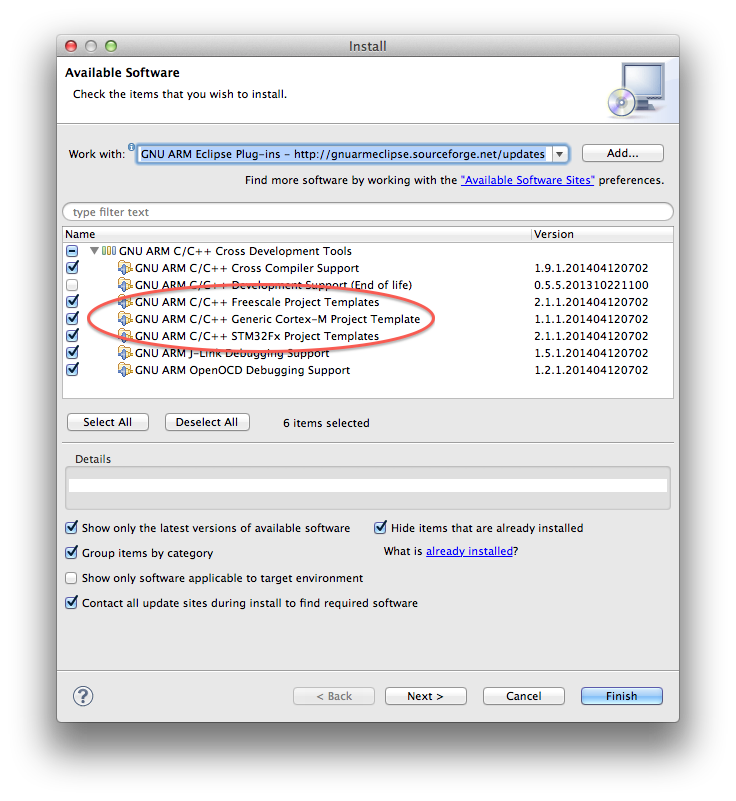 Install
Available Software
Check the items that you wish to install.
Work with: GNU ARM Eclipse Plug-ins - http://gnuarmeclipse.sourceforge.net/updates Add...
Find more software by working with the "Available Software Sites" preferences.
type filter text
Name Version
GNU ARM C/C++ Cross Development Tools
GNU ARM C/C++ Cross Compiler Support 1.9.1.201404120702
GNU ARM C/C++ Development Support (End of life) 0.5.5.201310221100
GNU ARM C/C++ Freescale Project Templates 2.1.1.201404120702
GNU ARM C/C++ Generic Cortex-M Project Template 1.1.1.201404120702
GNU ARM C/C++ STM32Fx Project Templates 2.1.1.201404120702
GNU ARM J-Link Debugging Support 1.5.1.201404120702
GNU ARM OpenOCD Debugging Support 1.2.1.201404120702
Select All Deselect All 6 items selected
Details
Show only the latest versions of available software Hide items that are already installed
Group items by category What is already installed?
Show only software applicable to target environment
Contact all update sites during install to find required software
? < Back Next > Cancel Finish